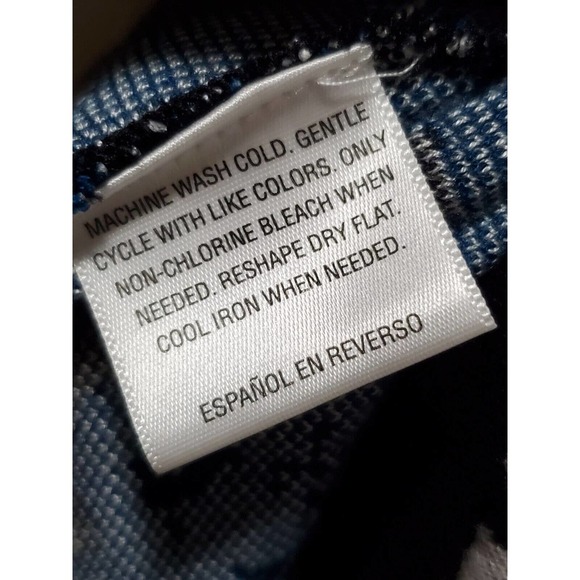 MACHINE WASH COLD. GENTLE
CYCLE WITH LIKE COLORS. ONLY
NON-CHLORINE BLEACH WHEN
NEEDED. RESHAPE DRY FLAT.
COOL IRON WHEN NEEDED.
ESPAÑOL EN REVERSO